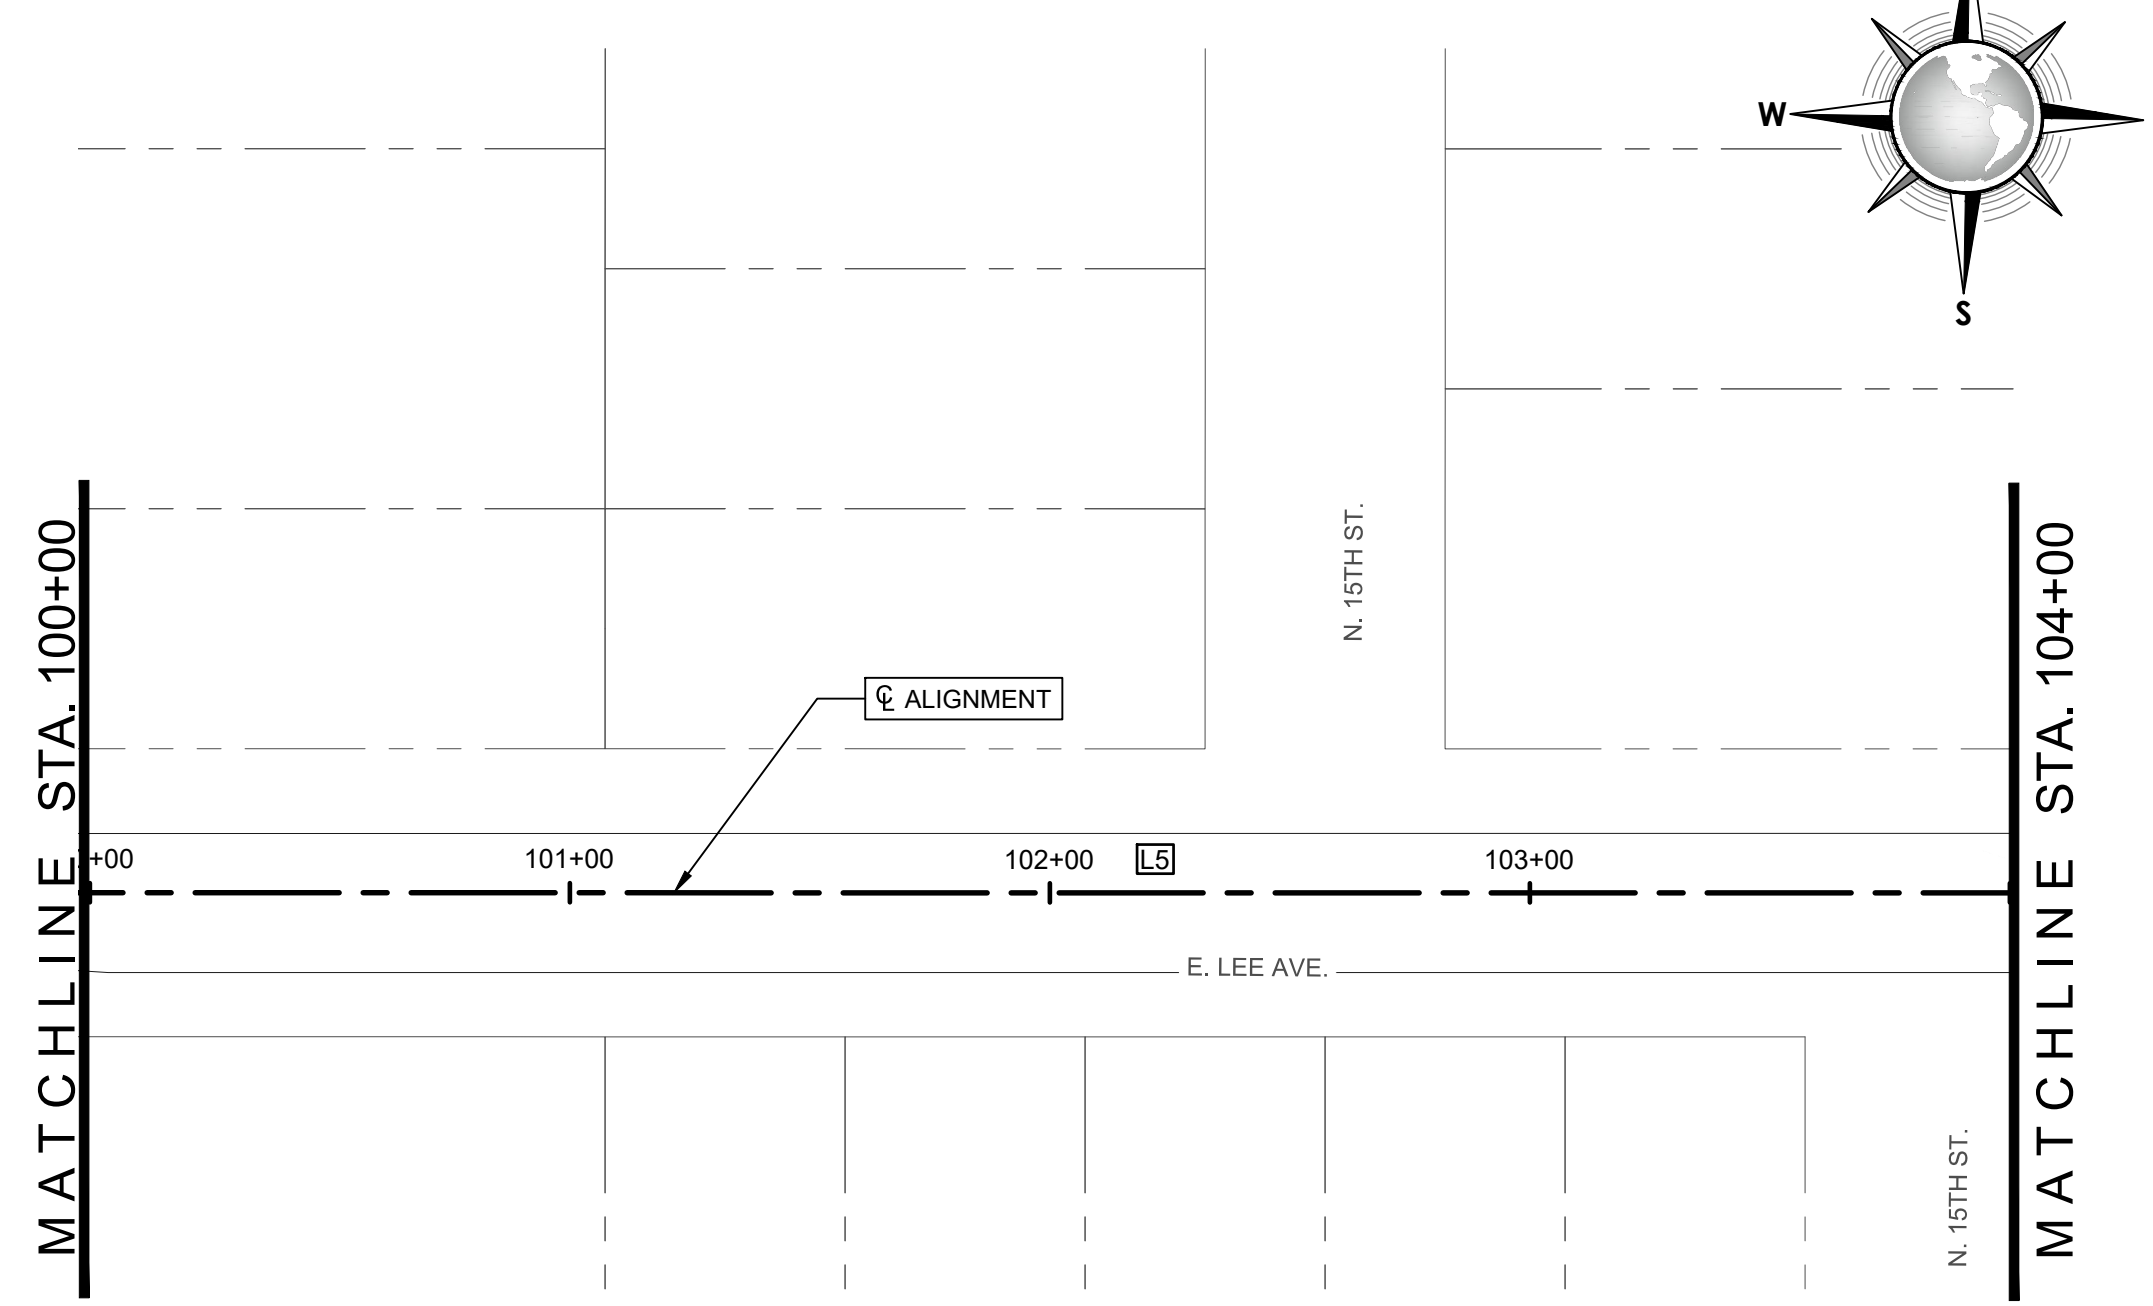 W
S
MATCHLINE STA. 100+00
N. 15TH ST.
MATCHLINE STA. 104+00
℄ ALIGNMENT
+00
101+00
102+00
L5
103+00
E. LEE AVE.
N. 15TH ST.